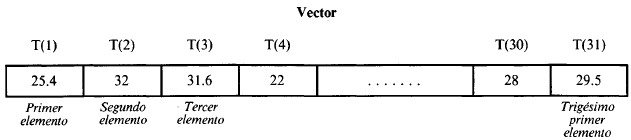 Vector
T(1) T(2) T(3) T(4) T(30) T(31)
25.4 32 31.6 22 ....... 28 29.5
Primer Segundo Tercer Trigésimo
elemento elemento elemento primer
elemento